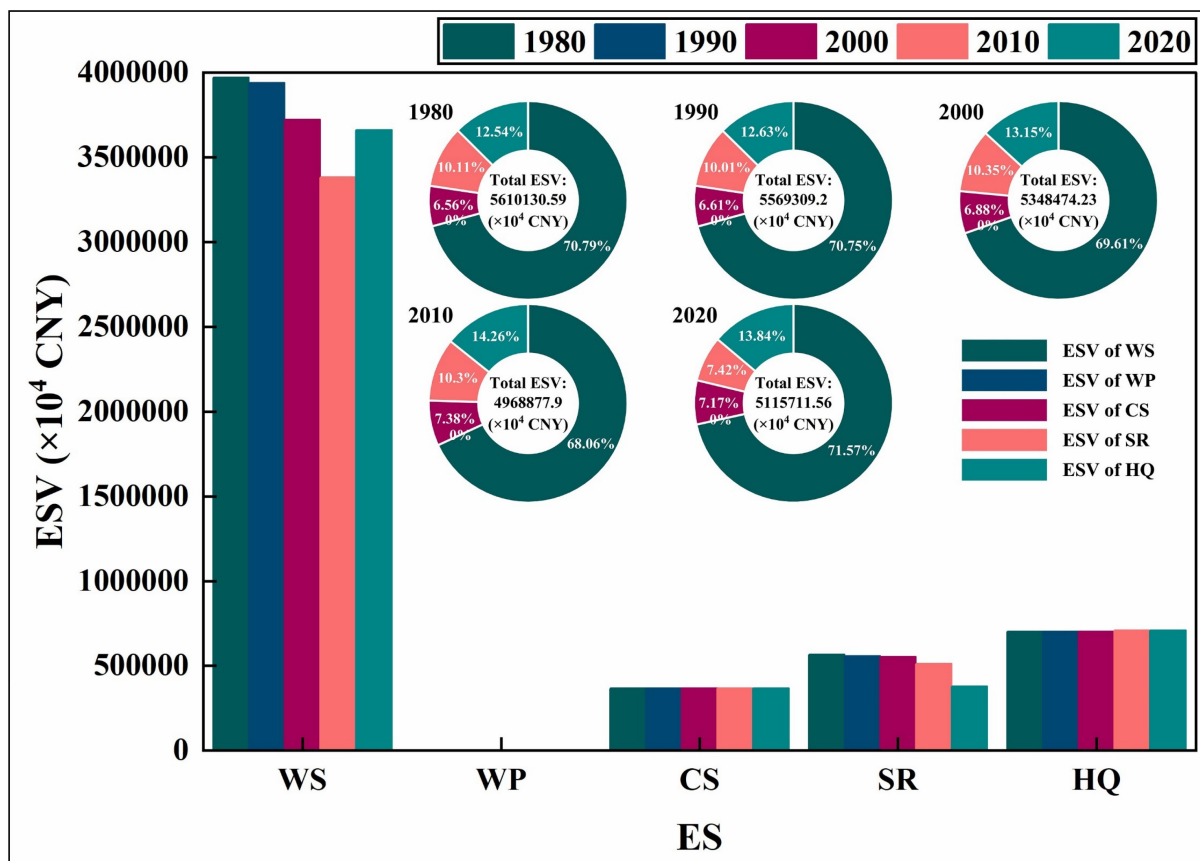 1980 1990 2000 2010 2020
ESV (×10⁴ CNY)
4000000
3500000
3000000
2500000
2000000
1500000
1000000
500000
0
1980
12.54%
10.11%
6.56%
0%
70.79%
Total ESV:
5610130.59
(×10⁴ CNY)
1990
12.63%
10.01%
6.61%
0%
70.75%
Total ESV:
5569309.2
(×10⁴ CNY)
2000
13.15%
10.35%
6.88%
0%
69.61%
Total ESV:
5348474.23
(×10⁴ CNY)
2010
14.26%
10.3%
7.38%
0%
68.06%
Total ESV:
4968877.9
(×10⁴ CNY)
2020
13.84%
7.42%
7.17%
0%
71.57%
Total ESV:
5115711.56
(×10⁴ CNY)
ESV of WS
ESV of WP
ESV of CS
ESV of SR
ESV of HQ
WS WP CS SR HQ
ES